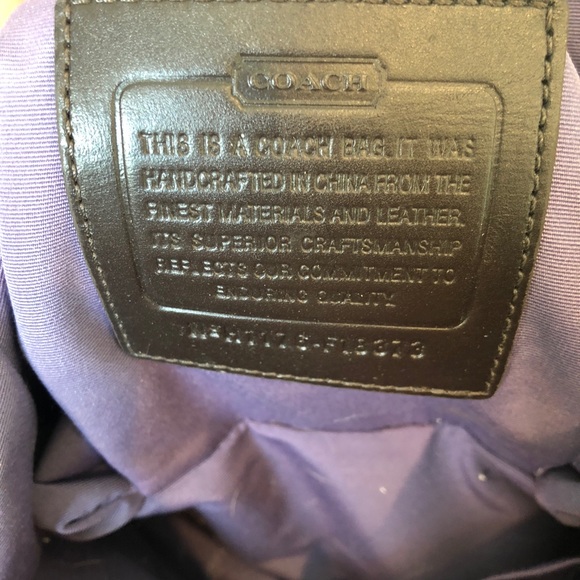 COACH
THIS IS A COACH BAG. IT WAS
HANDCRAFTED IN CHINA FROM THE
FINEST MATERIALS AND LEATHER.
ITS SUPERIOR CRAFTSMANSHIP
REFLECTS OUR COMMITMENT TO
ENDURING QUALITY.